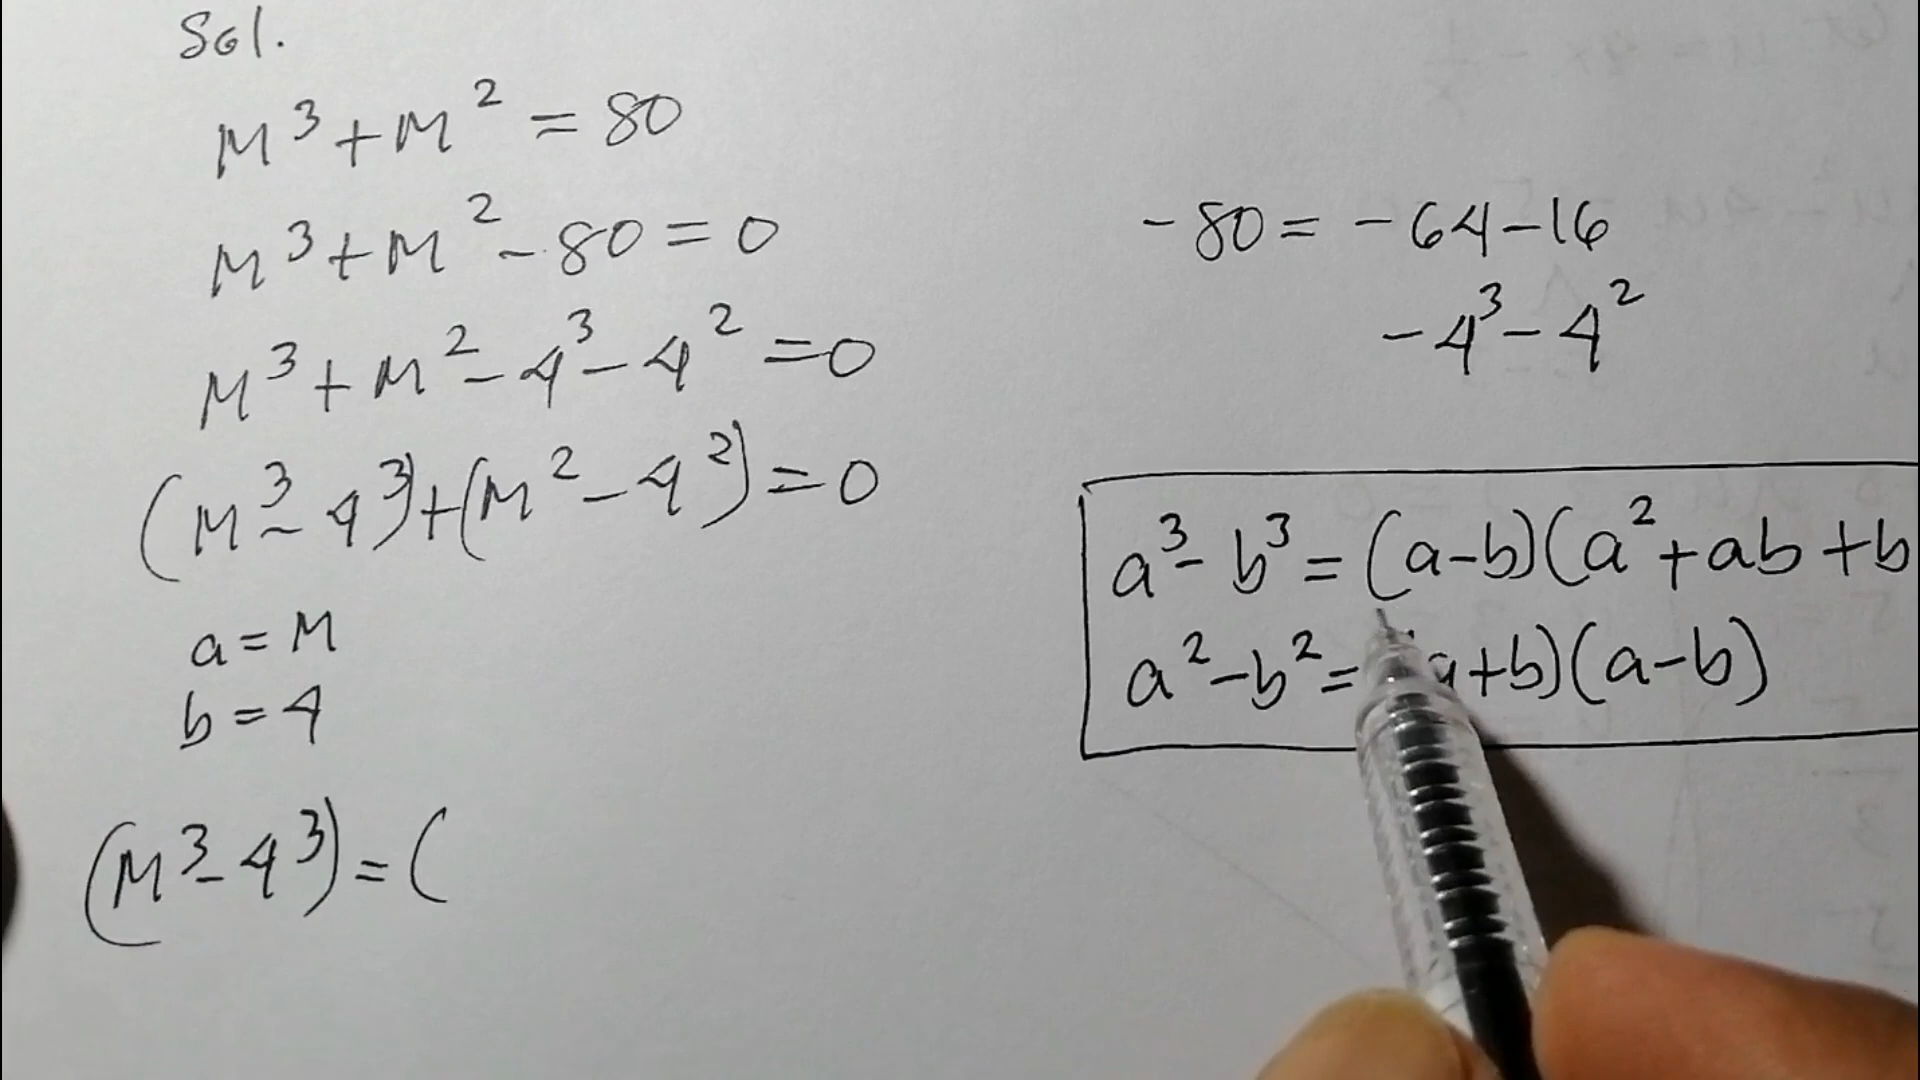 Sol.
M³+M² = 80
M³+M²-80=0
M³+M²-4³-4²=0
(M³-4³)+(M²-4²)=0
a=M
b=4
(M³-4³)=(
-80=-64-16
-4³-4²
a³-b³=(a-b)(a²+ab+b
a²-b²= a+b)(a-b)